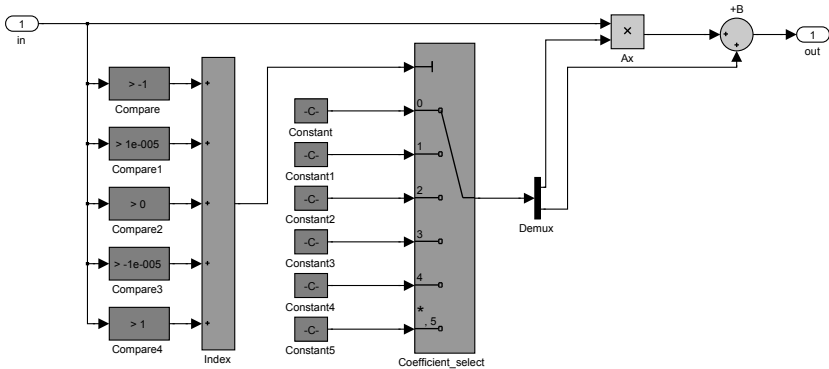 1
in
> -1
Compare
> 1e-005
Compare1
> 0
Compare2
> -1e-005
Compare3
> 1
Compare4
+
+
+
+
+
Index
-C-
Constant
-C-
Constant1
-C-
Constant2
-C-
Constant3
-C-
Constant4
-C-
Constant5
0
1
2
3
4
*
, 5
Coefficient_select
Demux
×
Ax
+B
+
+
1
out